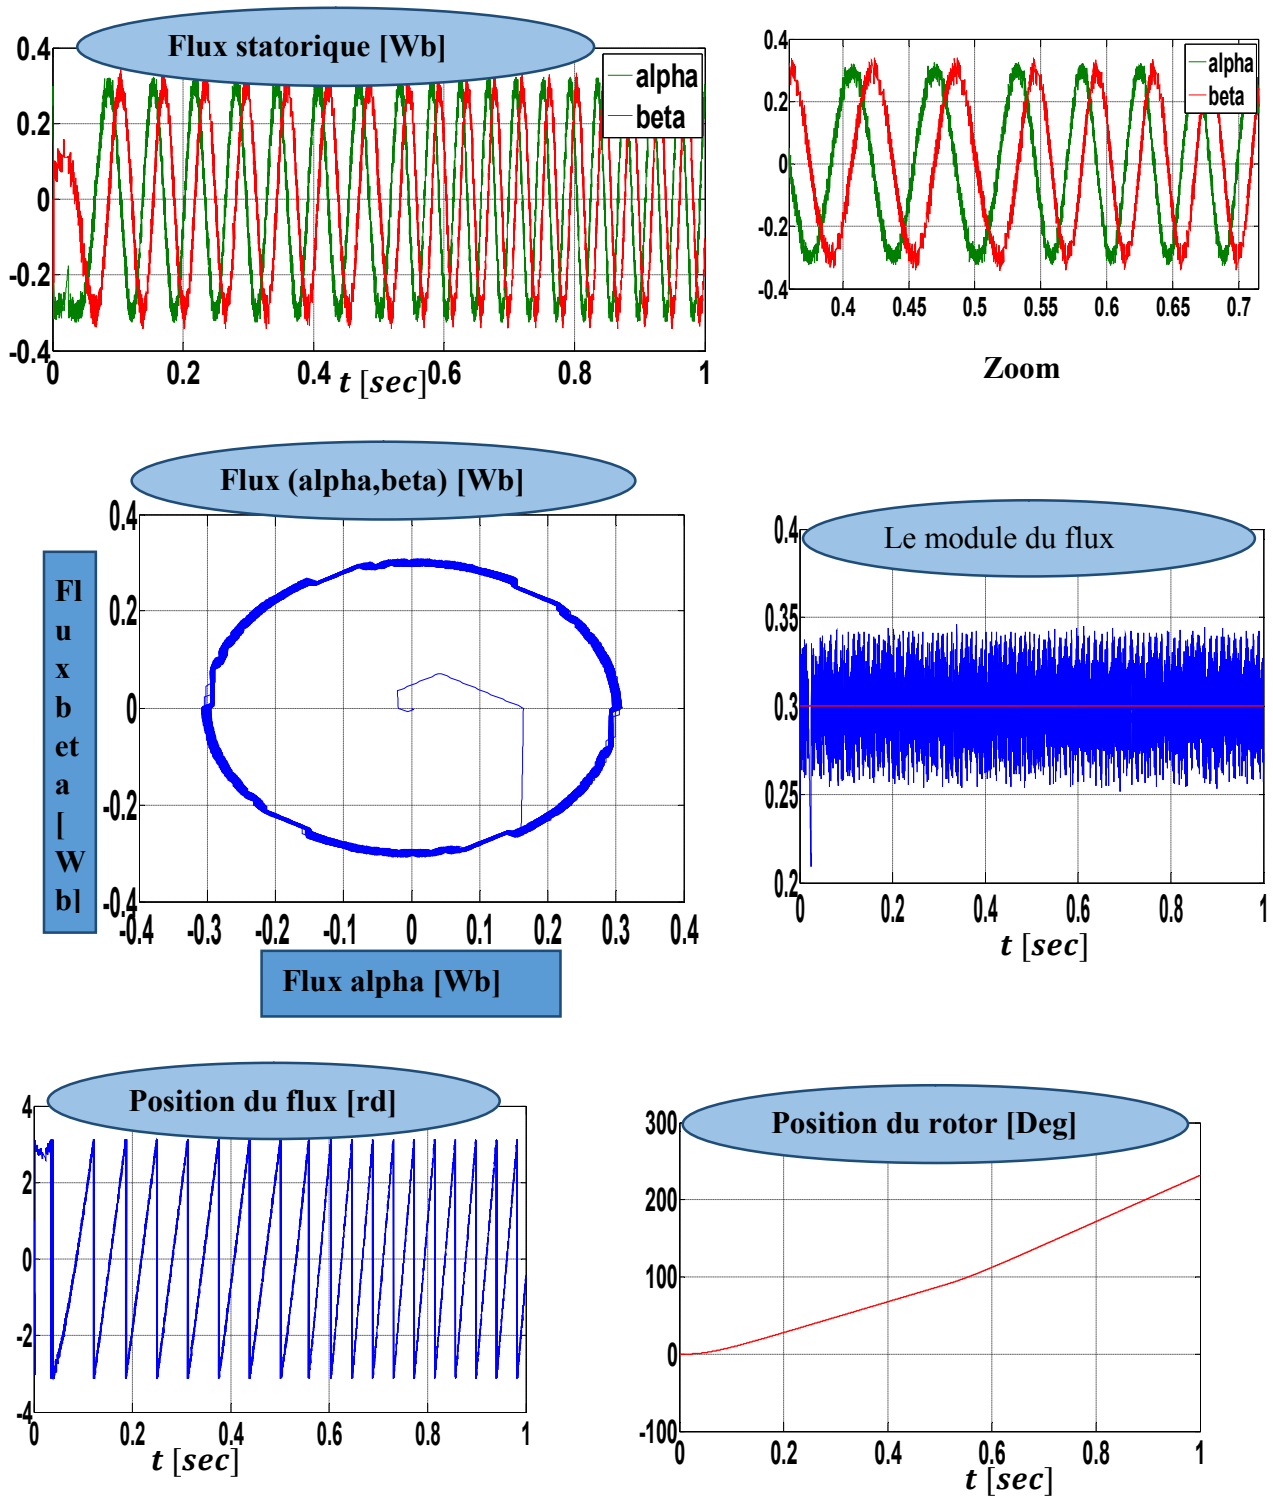 Flux statorique [Wb]
0.4
0.2
0
-0.2
-0.4
alpha
beta
0 0.2 0.4 0.6 0.8 1
t [sec]
0.4
0.2
0
-0.2
-0.4
alpha
beta
0.4 0.45 0.5 0.55 0.6 0.65 0.7
Zoom
Flux (alpha,beta) [Wb]
Fl
u
x
b
et
a
[
W
b]
0.4
0.2
0
-0.2
-0.4
-0.4 -0.3 -0.2 -0.1 0 0.1 0.2 0.3 0.4
Flux alpha [Wb]
Le module du flux
0.4
0.35
0.3
0.25
0.2
0 0.2 0.4 0.6 0.8 1
t [sec]
Position du flux [rd]
4
2
0
-2
-4
0 0.2 0.4 0.6 0.8 1
t [sec]
Position du rotor [Deg]
300
200
100
0
-100
0 0.2 0.4 0.6 0.8 1
t [sec]